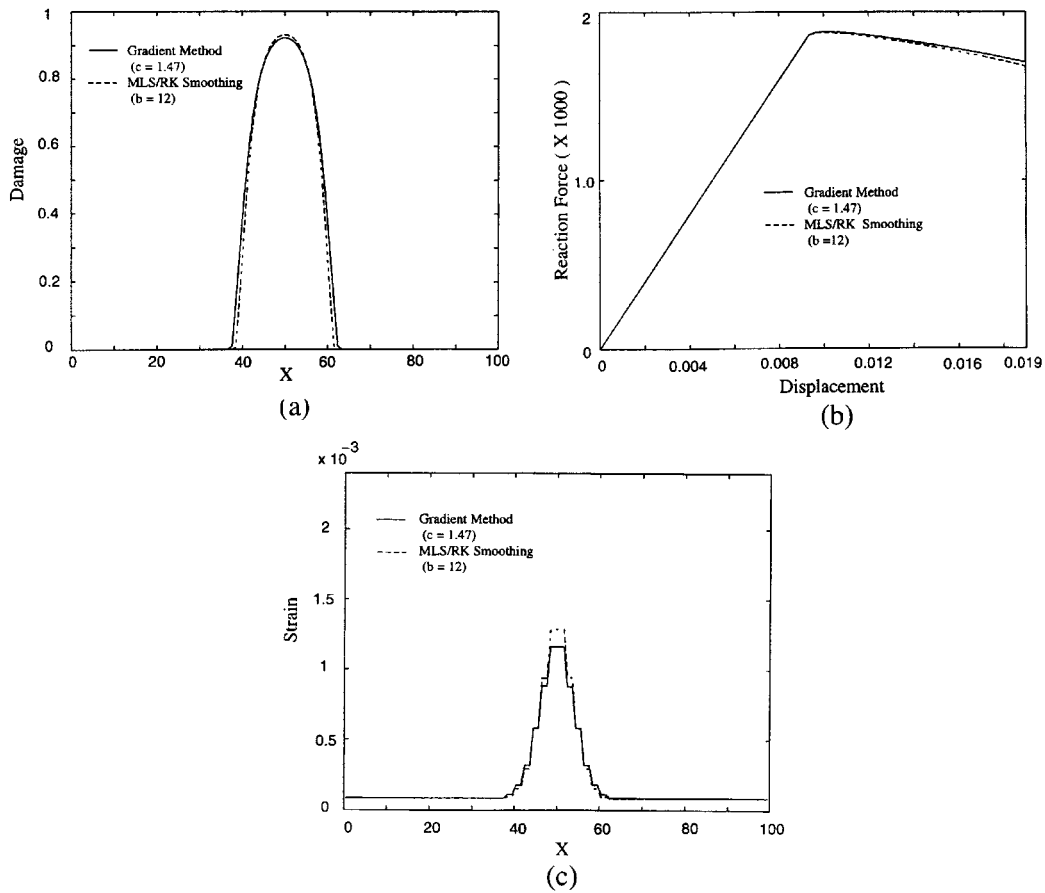 1
0.8
0.6
0.4
0.2
0
Damage
Gradient Method
(c = 1.47)
MLS/RK Smoothing
(b = 12)
0
20
40
60
80
100
X
(a)
2
1.0
0
Reaction Force ( X 1000 )
Gradient Method
(c = 1.47)
MLS/RK Smoothing
(b =12)
0
0.004
0.008
0.012
0.016
0.019
Displacement
(b)
x 10
-3
2
1.5
1
0.5
0
Strain
Gradient Method
(c = 1.47)
MLS/RK Smoothing
(b = 12)
0
20
40
60
80
100
X
(c)